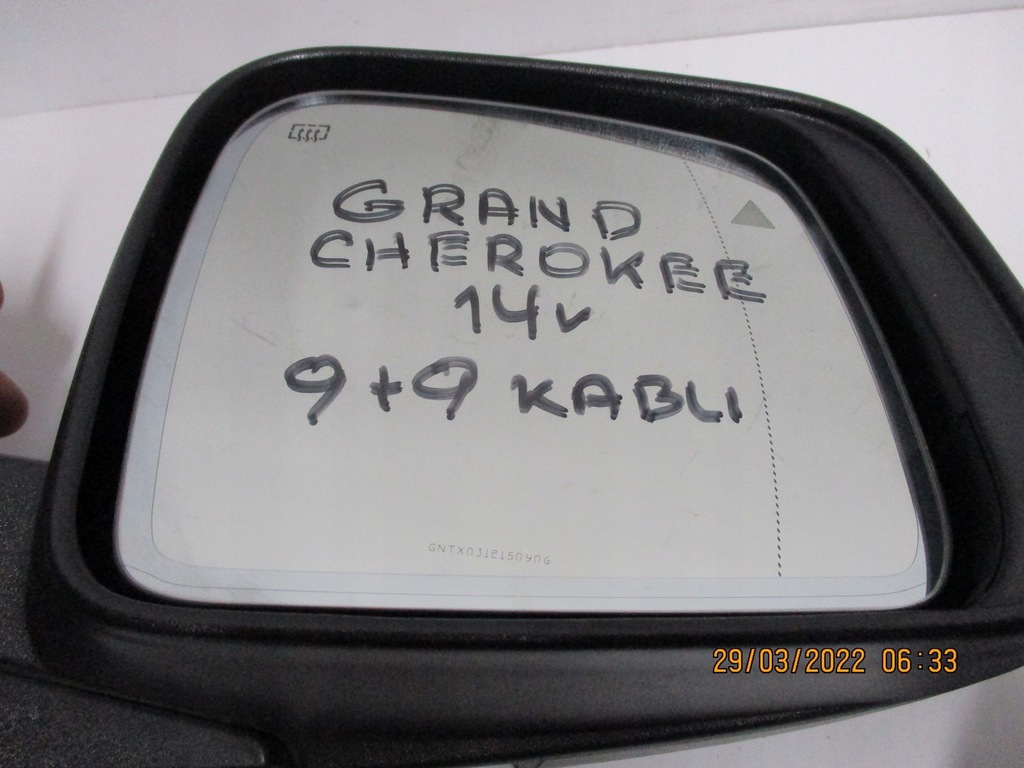 GRAND
CHEROKEE
14v
9+9 KABLI
GNTX0312150906
29/03/2022 06:33